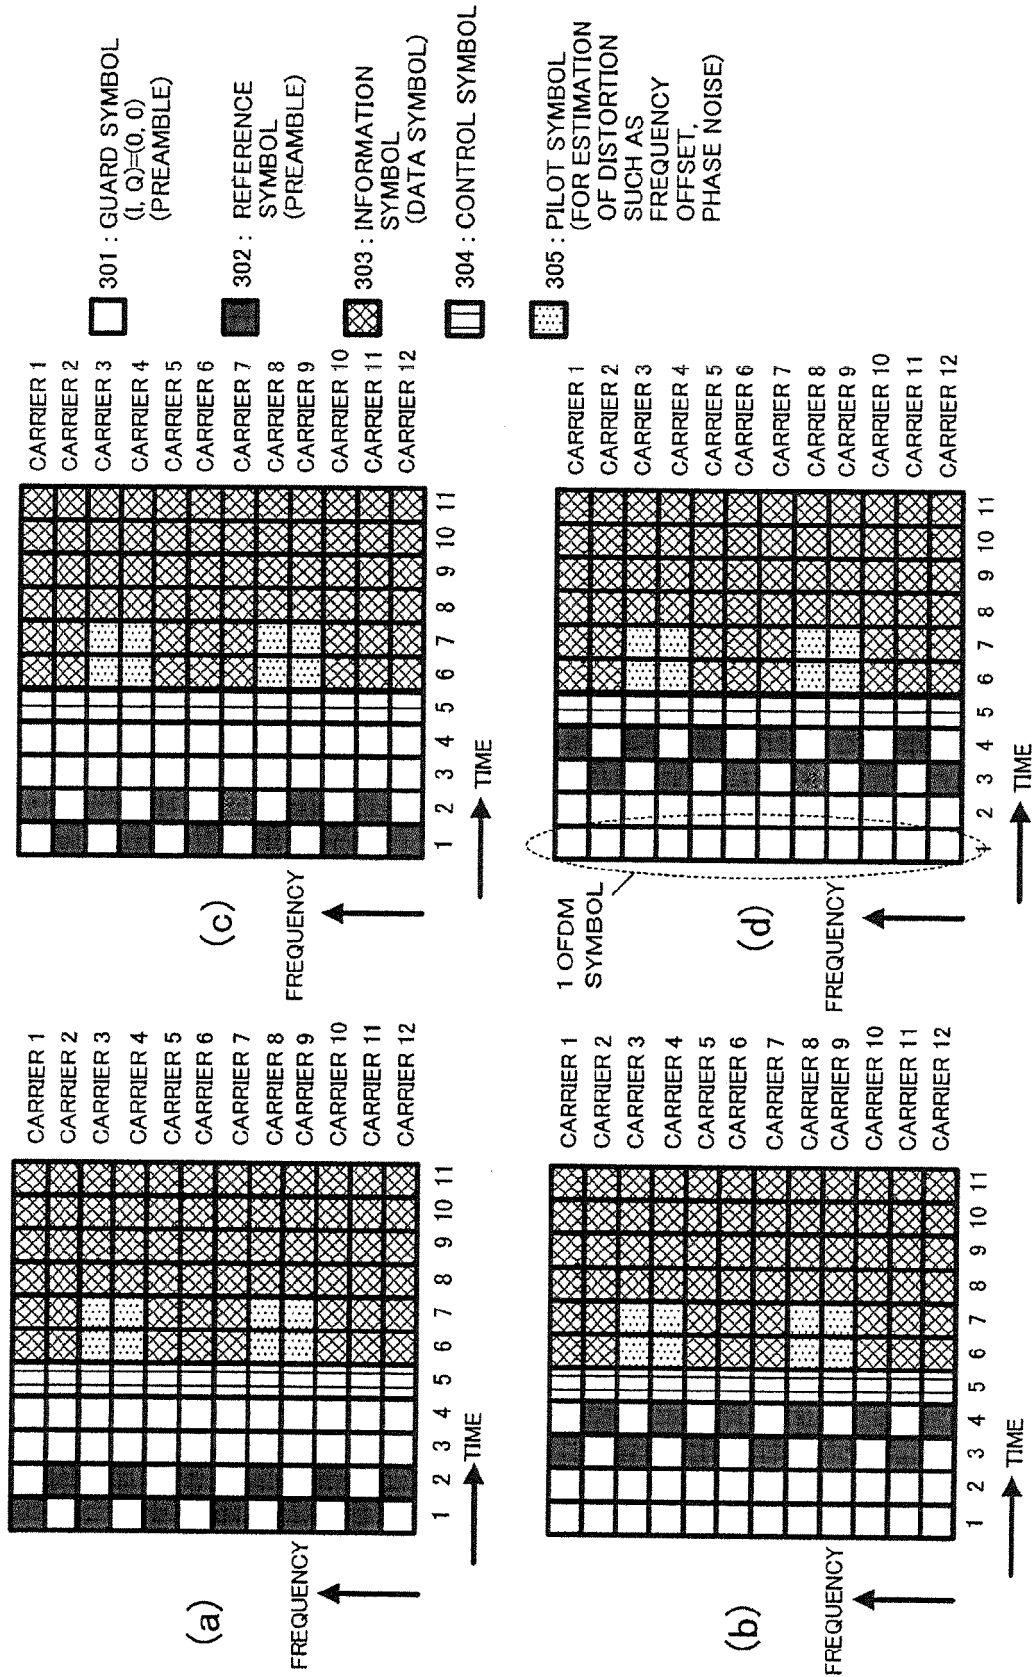 (a)
FREQUENCY
CARRIER 1
CARRIER 2
CARRIER 3
CARRIER 4
CARRIER 5
CARRIER 6
CARRIER 7
CARRIER 8
CARRIER 9
CARRIER 10
CARRIER 11
CARRIER 12
1 2 3 4 5 6 7 8 9 10 11
TIME
(c)
FREQUENCY
CARRIER 1
CARRIER 2
CARRIER 3
CARRIER 4
CARRIER 5
CARRIER 6
CARRIER 7
CARRIER 8
CARRIER 9
CARRIER 10
CARRIER 11
CARRIER 12
1 2 3 4 5 6 7 8 9 10 11
TIME
(b)
FREQUENCY
CARRIER 1
CARRIER 2
CARRIER 3
CARRIER 4
CARRIER 5
CARRIER 6
CARRIER 7
CARRIER 8
CARRIER 9
CARRIER 10
CARRIER 11
CARRIER 12
1 2 3 4 5 6 7 8 9 10 11
TIME
1 OFDM
SYMBOL
(d)
FREQUENCY
CARRIER 1
CARRIER 2
CARRIER 3
CARRIER 4
CARRIER 5
CARRIER 6
CARRIER 7
CARRIER 8
CARRIER 9
CARRIER 10
CARRIER 11
CARRIER 12
1 2 3 4 5 6 7 8 9 10 11
TIME
301 : GUARD SYMBOL
(I, Q)=(0, 0)
(PREAMBLE)
302 : REFERENCE
SYMBOL
(PREAMBLE)
303 : INFORMATION
SYMBOL
(DATA SYMBOL)
304 : CONTROL SYMBOL
305 : PILOT SYMBOL
(FOR ESTIMATION
OF DISTORTION
SUCH AS
FREQUENCY
OFFSET,
PHASE NOISE)